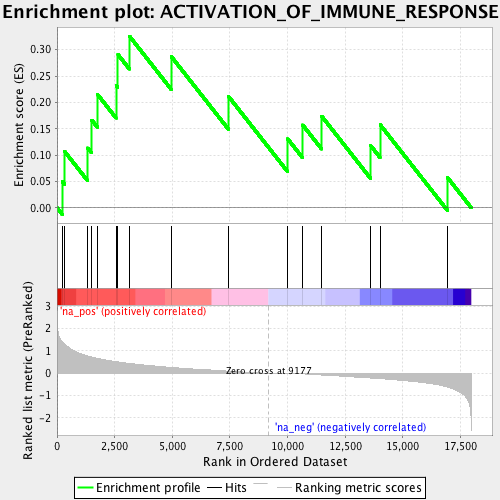 Enrichment plot: ACTIVATION_OF_IMMUNE_RESPONSE
Enrichment score (ES)
0.30
0.25
0.20
0.15
0.10
0.05
0.00
'na_pos' (positively correlated)
Ranked list metric (PreRanked)
3
2
1
0
-1
-2
Zero cross at 9177
'na_neg' (negatively correlated)
0 2,500 5,000 7,500 10,000 12,500 15,000 17,500
Rank in Ordered Dataset
Enrichment profile Hits Ranking metric scores